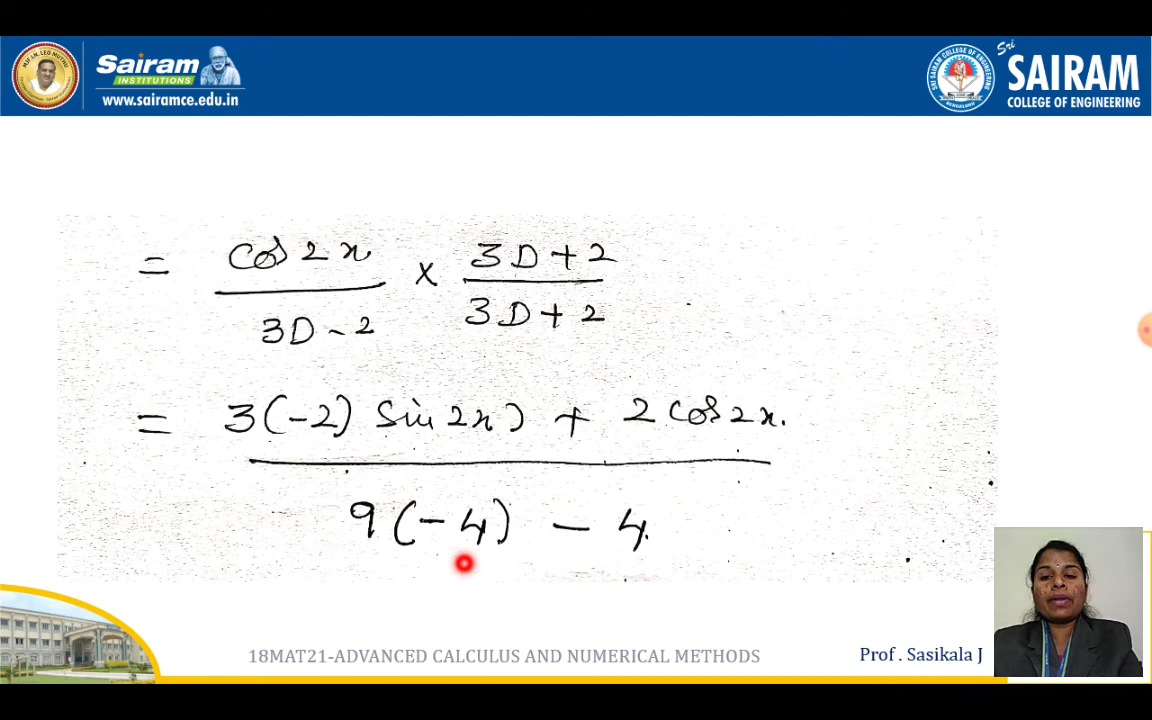 Sairam
INSTITUTIONS
www.sairamce.edu.in
Sri
SAIRAM
COLLEGE OF ENGINEERING
= cos 2x / 3D - 2 × 3D + 2 / 3D + 2
= 3(-2) sin 2x) + 2 cos 2x. / 9(-4) - 4.
18MAT21-ADVANCED CALCULUS AND NUMERICAL METHODS
Prof . Sasikala J